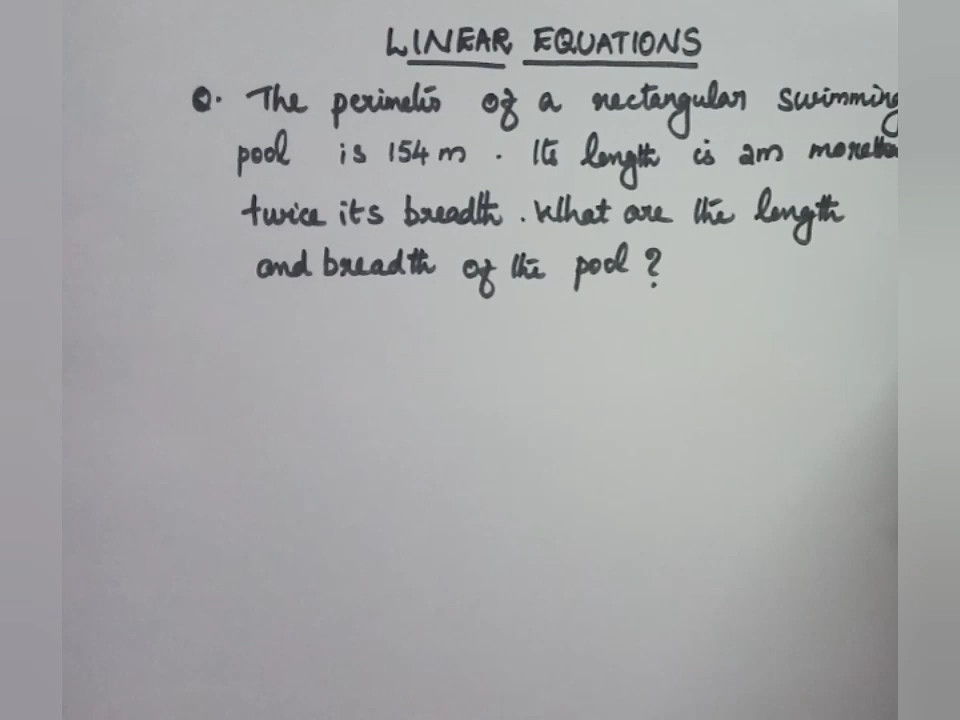 LINEAR EQUATIONS
Q. The perimeter of a rectangular swimming
pool is 154 m. Its length is 2m more than
twice its breadth. What are the length
and breadth of the pool?